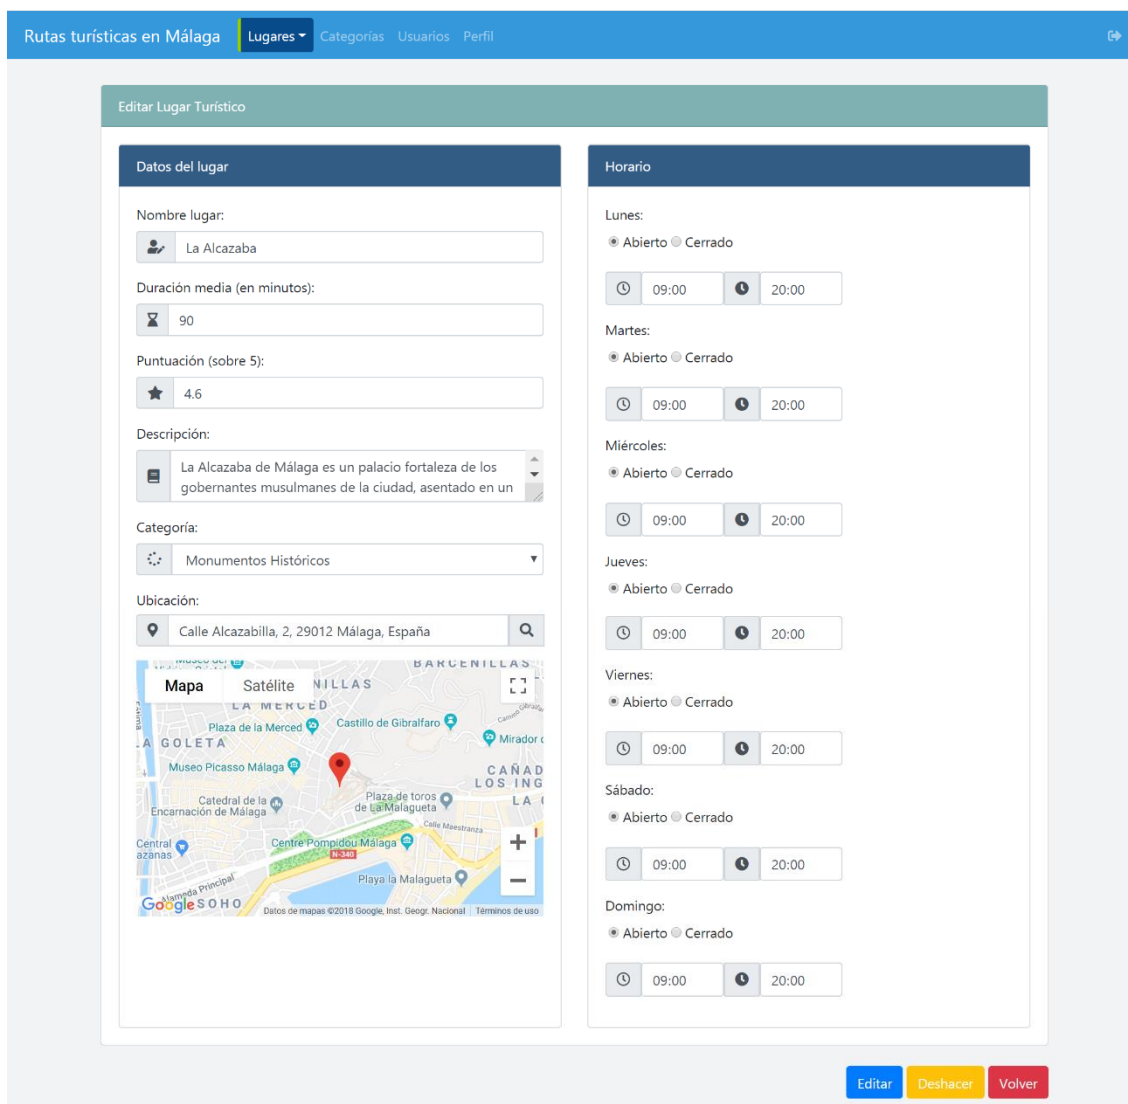 Rutas turísticas en Málaga
Lugares Categorías Usuarios Perfil
Editar Lugar Turístico
Datos del lugar
Nombre lugar:
La Alcazaba
Duración media (en minutos):
90
Puntuación (sobre 5):
4.6
Descripción:
La Alcazaba de Málaga es un palacio fortaleza de los
gobernantes musulmanes de la ciudad, asentado en un
Categoría:
Monumentos Históricos
Ubicación:
Calle Alcazabilla, 2, 29012 Málaga, España
BARCENILLAS
Mapa Satélite
NILLAS
LA MERCED
Plaza de la Merced
Castillo de Gibralfaro
LA GOLETA
Mirador
Museo Picasso Málaga
CAÑAD
LOS ING
Catedral de la
Encarnación de Málaga
Plaza de toros
de La Malagueta
LA
Calle Maestranza
Central
azanas
Centre Pompidou Málaga
N-340
Playa la Malagueta
Alameda Principal
Google
SOHO
Datos de mapas ©2018 Google, Inst. Geogr. Nacional Términos de uso
Horario
Lunes:
Abierto Cerrado
09:00 20:00
Martes:
Abierto Cerrado
09:00 20:00
Miércoles:
Abierto Cerrado
09:00 20:00
Jueves:
Abierto Cerrado
09:00 20:00
Viernes:
Abierto Cerrado
09:00 20:00
Sábado:
Abierto Cerrado
09:00 20:00
Domingo:
Abierto Cerrado
09:00 20:00
Editar Deshacer Volver